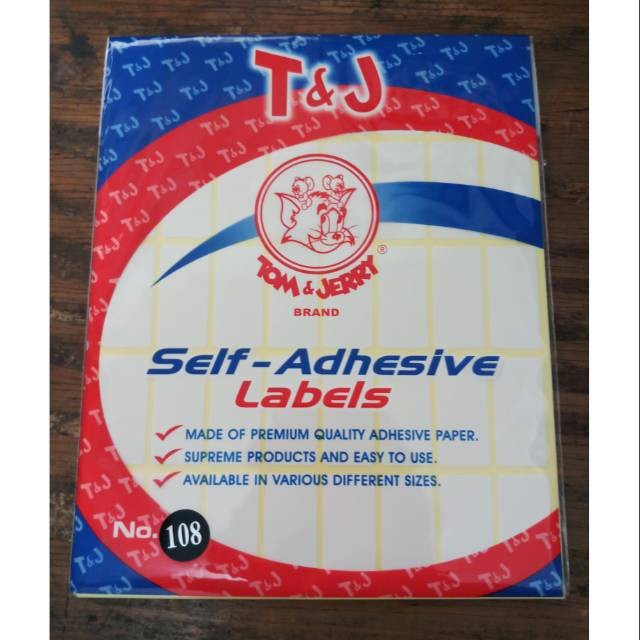 T&J
TOM & JERRY ®
BRAND
Self-Adhesive
Labels
MADE OF PREMIUM QUALITY ADHESIVE PAPER.
SUPREME PRODUCTS AND EASY TO USE.
AVAILABLE IN VARIOUS DIFFERENT SIZES.
No. 108
T&J